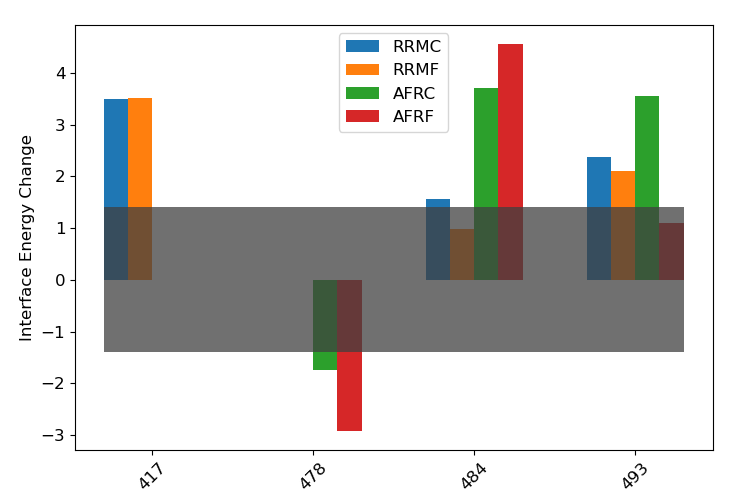 RRMC
RRMF
AFRC
AFRF
Interface Energy Change
4
3
2
1
0
−1
−2
−3
417
478
484
493